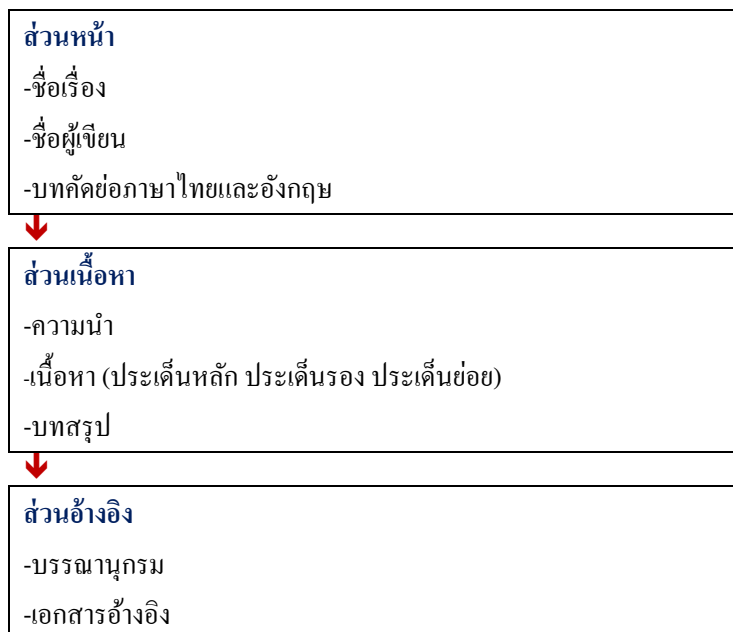 ส่วนหน้า
-ชื่อเรื่อง
-ชื่อผู้เขียน
-บทคัดย่อภาษาไทยและอังกฤษ
ส่วนเนื้อหา
-ความนำ
-เนื้อหา (ประเด็นหลัก ประเด็นรอง ประเด็นย่อย)
-บทสรุป
ส่วนอ้างอิง
-บรรณานุกรม
-เอกสารอ้างอิง